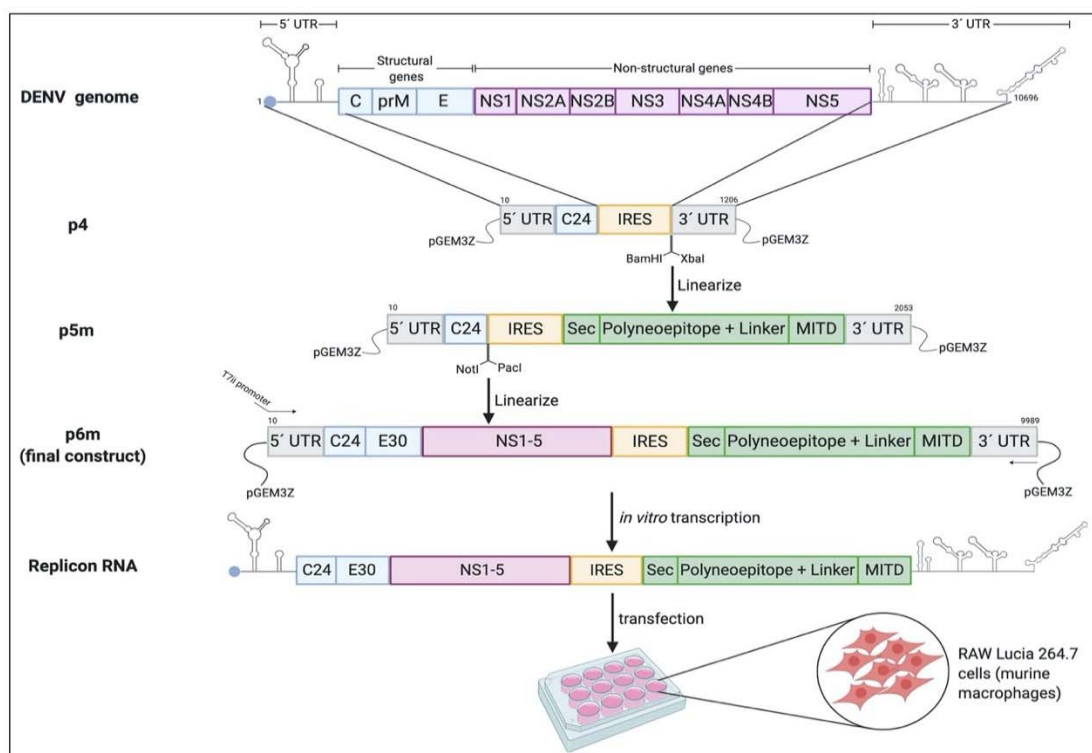 5´ UTR
3´ UTR
Structural genes
Non-structural genes
DENV genome
1
C
prM
E
NS1
NS2A
NS2B
NS3
NS4A
NS4B
NS5
10696
p4
10
1206
5´ UTR
C24
IRES
3´ UTR
pGEM3Z
pGEM3Z
BamHI
XbaI
Linearize
p5m
10
2053
5´ UTR
C24
IRES
Sec
Polyneoepitope + Linker
MITD
3´ UTR
pGEM3Z
pGEM3Z
NotI
PacI
Linearize
T7ii promoter
p6m
(final construct)
10
9989
5´ UTR
C24
E30
NS1-5
IRES
Sec
Polyneoepitope + Linker
MITD
3´ UTR
pGEM3Z
pGEM3Z
in vitro transcription
Replicon RNA
C24
E30
NS1-5
IRES
Sec
Polyneoepitope + Linker
MITD
transfection
RAW Lucia 264.7
cells (murine
macrophages)